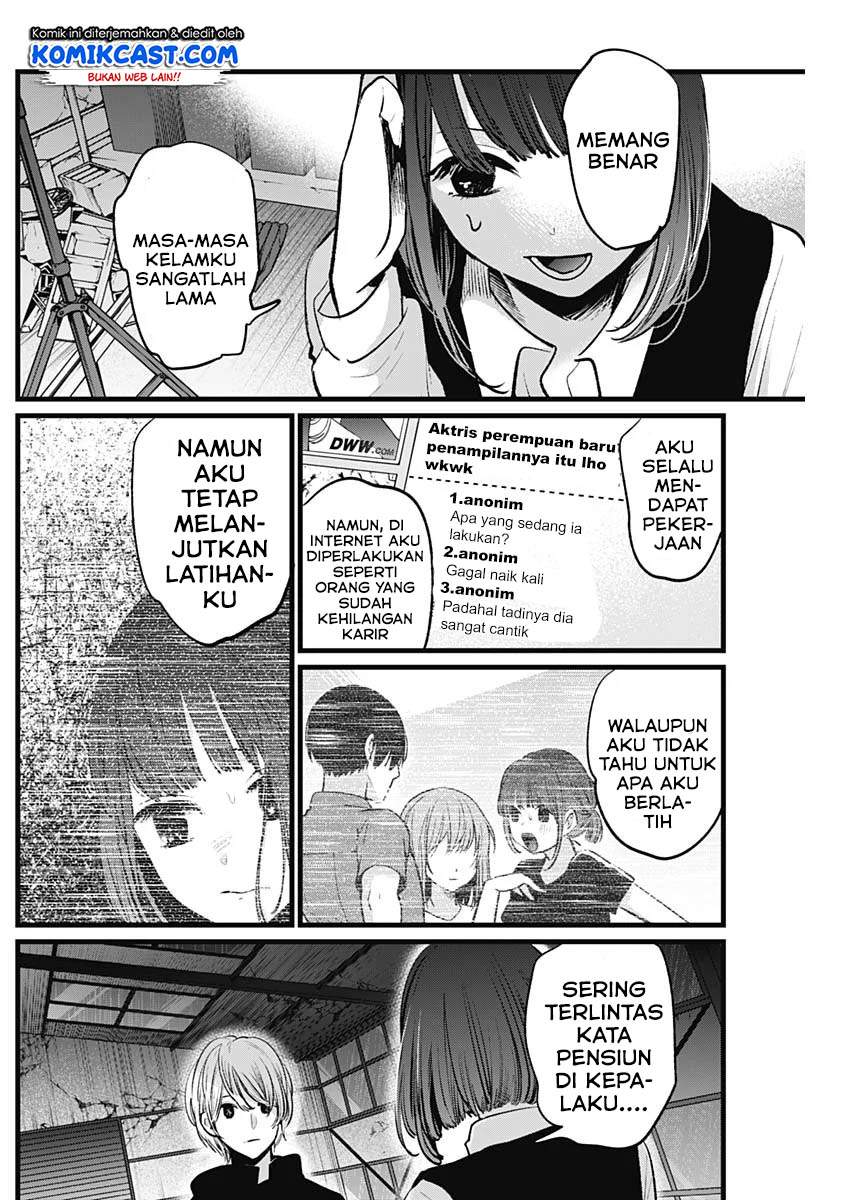 Komik ini diterjemahkan & diedit oleh
KOMIKCAST.COM
BUKAN WEB LAIN!!
MEMANG
BENAR
MASA-MASA
KELAMKU
SANGATLAH
LAMA
AKU
SELALU
MEN-
DAPAT
PEKER-
JAAN
DWW.COM
Aktris perempuan baru
penampilannya itu lho
wkwk
1.anonim
Apa yang sedang ia
lakukan?
2.anonim
Gagal naik kali
3.anonim
Padahal tadinya dia
sangat cantik
NAMUN, DI
INTERNET AKU
DIPERLAKUKAN
SEPERTI
ORANG YANG
SUDAH
KEHILANGAN
KARIR
NAMUN
AKU
TETAP
MELAN-
JUTKAN
LATIHAN-
KU
WALAUPUN
AKU TIDAK
TAHU UNTUK
APA AKU
BERLA-
TIH
SERING
TERLINTAS
KATA
PENSIUN
DI KEPA-
LAKU....